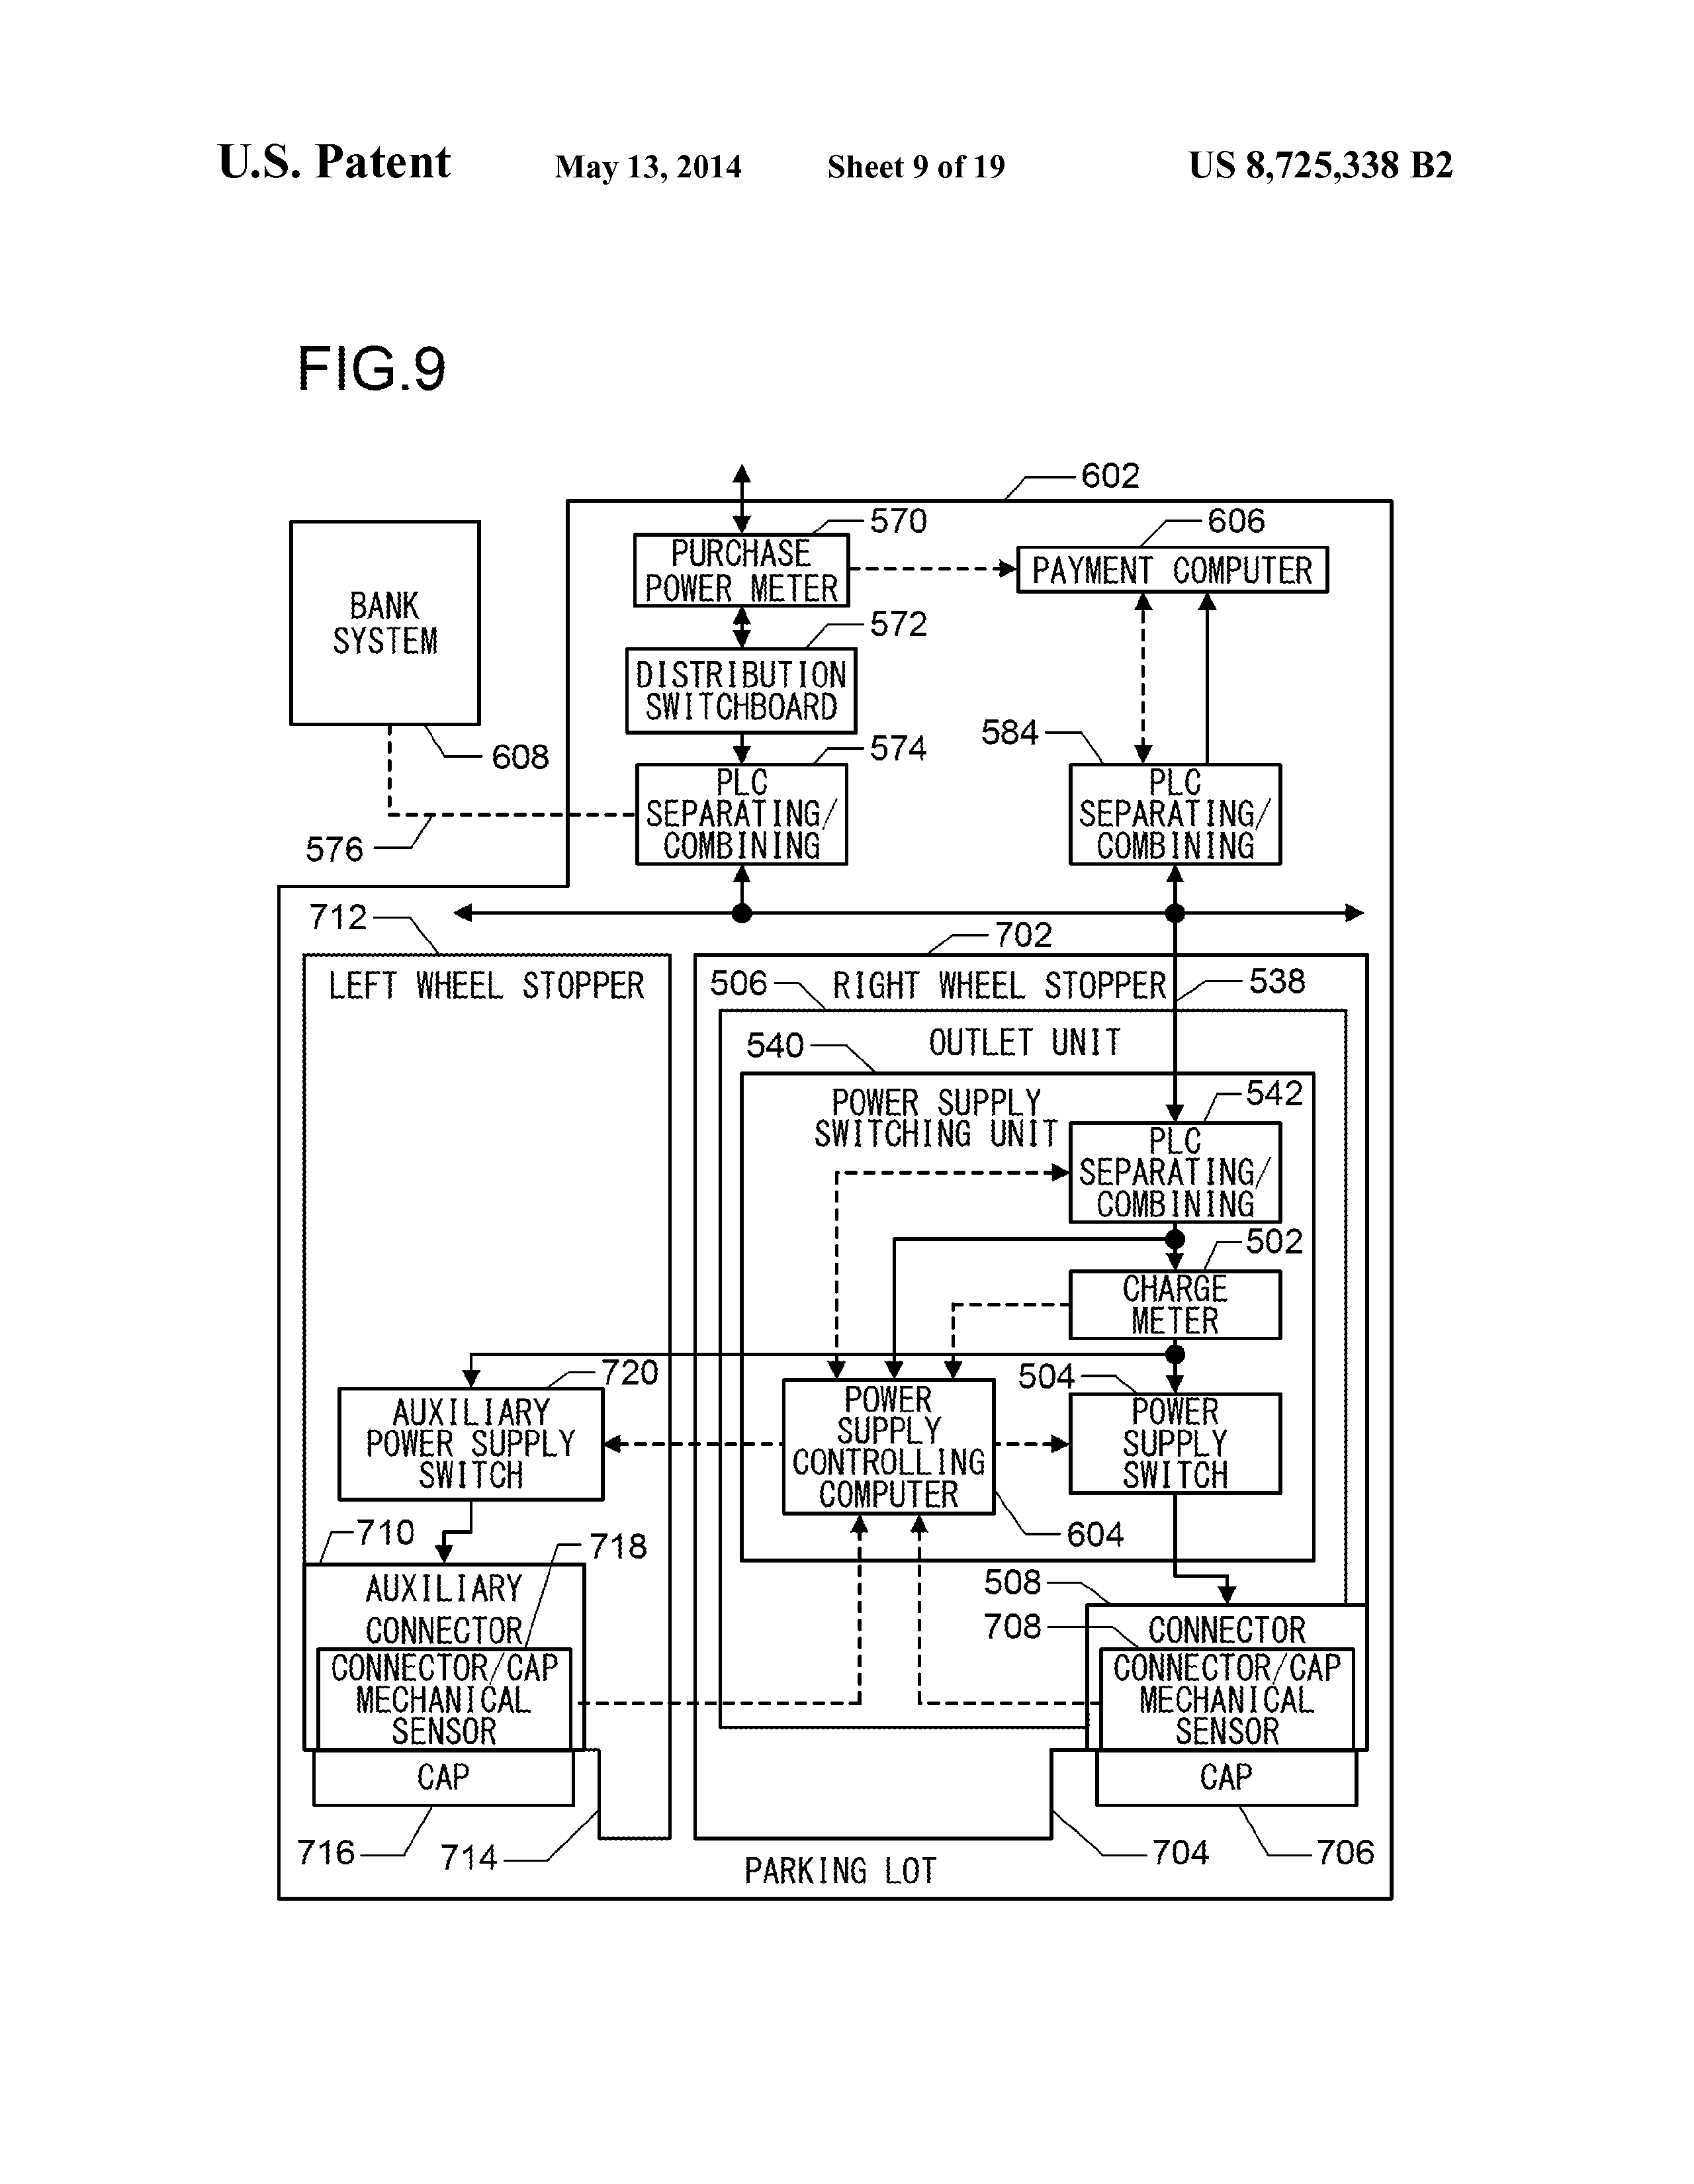 U.S. Patent May 13, 2014 Sheet 9 of 19 US 8,725,338 B2
FIG.9
602
BANK
SYSTEM
608
576
570
PURCHASE
POWER METER
606
PAYMENT COMPUTER
572
DISTRIBUTION
SWITCHBOARD
574
PLC
SEPARATING/
COMBINING
584
PLC
SEPARATING/
COMBINING
712
LEFT WHEEL STOPPER
702
RIGHT WHEEL STOPPER
538
506
OUTLET UNIT
540
POWER SUPPLY
SWITCHING UNIT
542
PLC
SEPARATING/
COMBINING
502
CHARGE
METER
720
AUXILIARY
POWER SUPPLY
SWITCH
POWER
SUPPLY
CONTROLLING
COMPUTER
604
504
POWER
SUPPLY
SWITCH
710
718
AUXILIARY
CONNECTOR
CONNECTOR/CAP
MECHANICAL
SENSOR
CAP
716
714
508
708
CONNECTOR
CONNECTOR/CAP
MECHANICAL
SENSOR
CAP
704
706
PARKING LOT